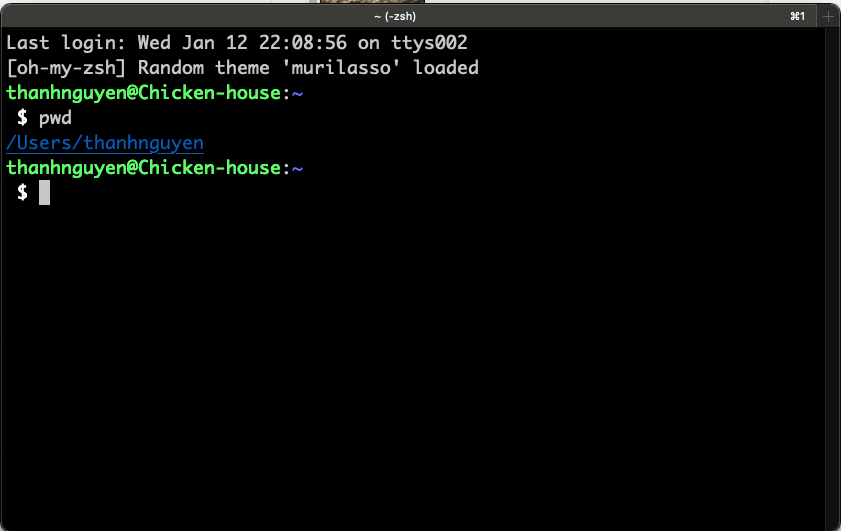 ~ (-zsh) ⌘1 +
Last login: Wed Jan 12 22:08:56 on ttys002
[oh-my-zsh] Random theme 'murilasso' loaded
thanhnguyen@Chicken-house:~
$ pwd
/Users/thanhnguyen
thanhnguyen@Chicken-house:~
$